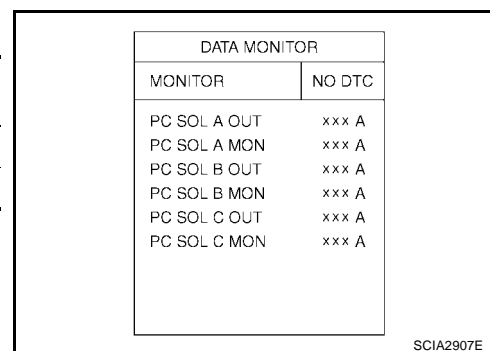 DATA MONITOR
MONITOR NO DTC
PC SOL A OUT xxx A
PC SOL A MON xxx A
PC SOL B OUT xxx A
PC SOL B MON xxx A
PC SOL C OUT xxx A
PC SOL C MON xxx A
SCIA2907E